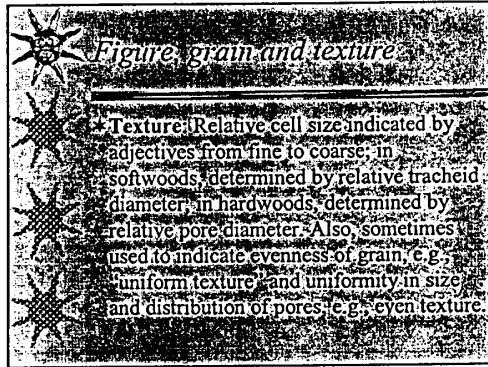 Figure, grain and texture
* Texture: Relative cell size indicated by
adjectives from fine to coarse; in
softwoods, determined by relative tracheid
diameter; in hardwoods, determined by
relative pore diameter. Also, sometimes
used to indicate evenness of grain, e.g.,
uniform texture, and uniformity in size
and distribution of pores, e.g., even texture.